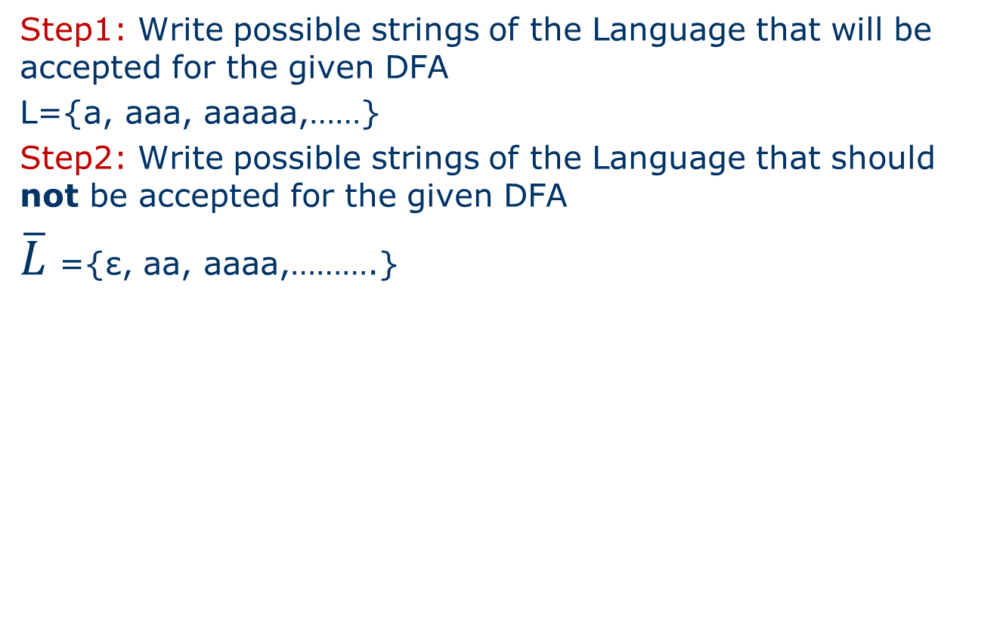 Step1: Write possible strings of the Language that will be
accepted for the given DFA
L={a, aaa, aaaaa,......}
Step2: Write possible strings of the Language that should
not be accepted for the given DFA
L̅ ={ε, aa, aaaa,..........}